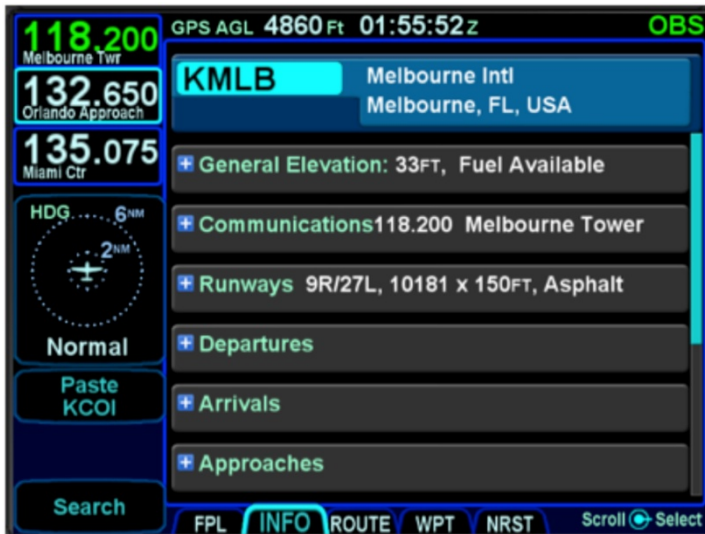 118.200
Melbourne Twr
132.650
Orlando Approach
135.075
Miami Ctr
HDG 6NM
2NM
Normal
Paste
KCOI
Search
GPS AGL 4860 Ft 01:55:52 Z OBS
KMLB Melbourne Intl
Melbourne, FL, USA
General Elevation: 33FT, Fuel Available
Communications118.200 Melbourne Tower
Runways 9R/27L, 10181 x 150FT, Asphalt
Departures
Arrivals
Approaches
FPL INFO ROUTE WPT NRST Scroll Select